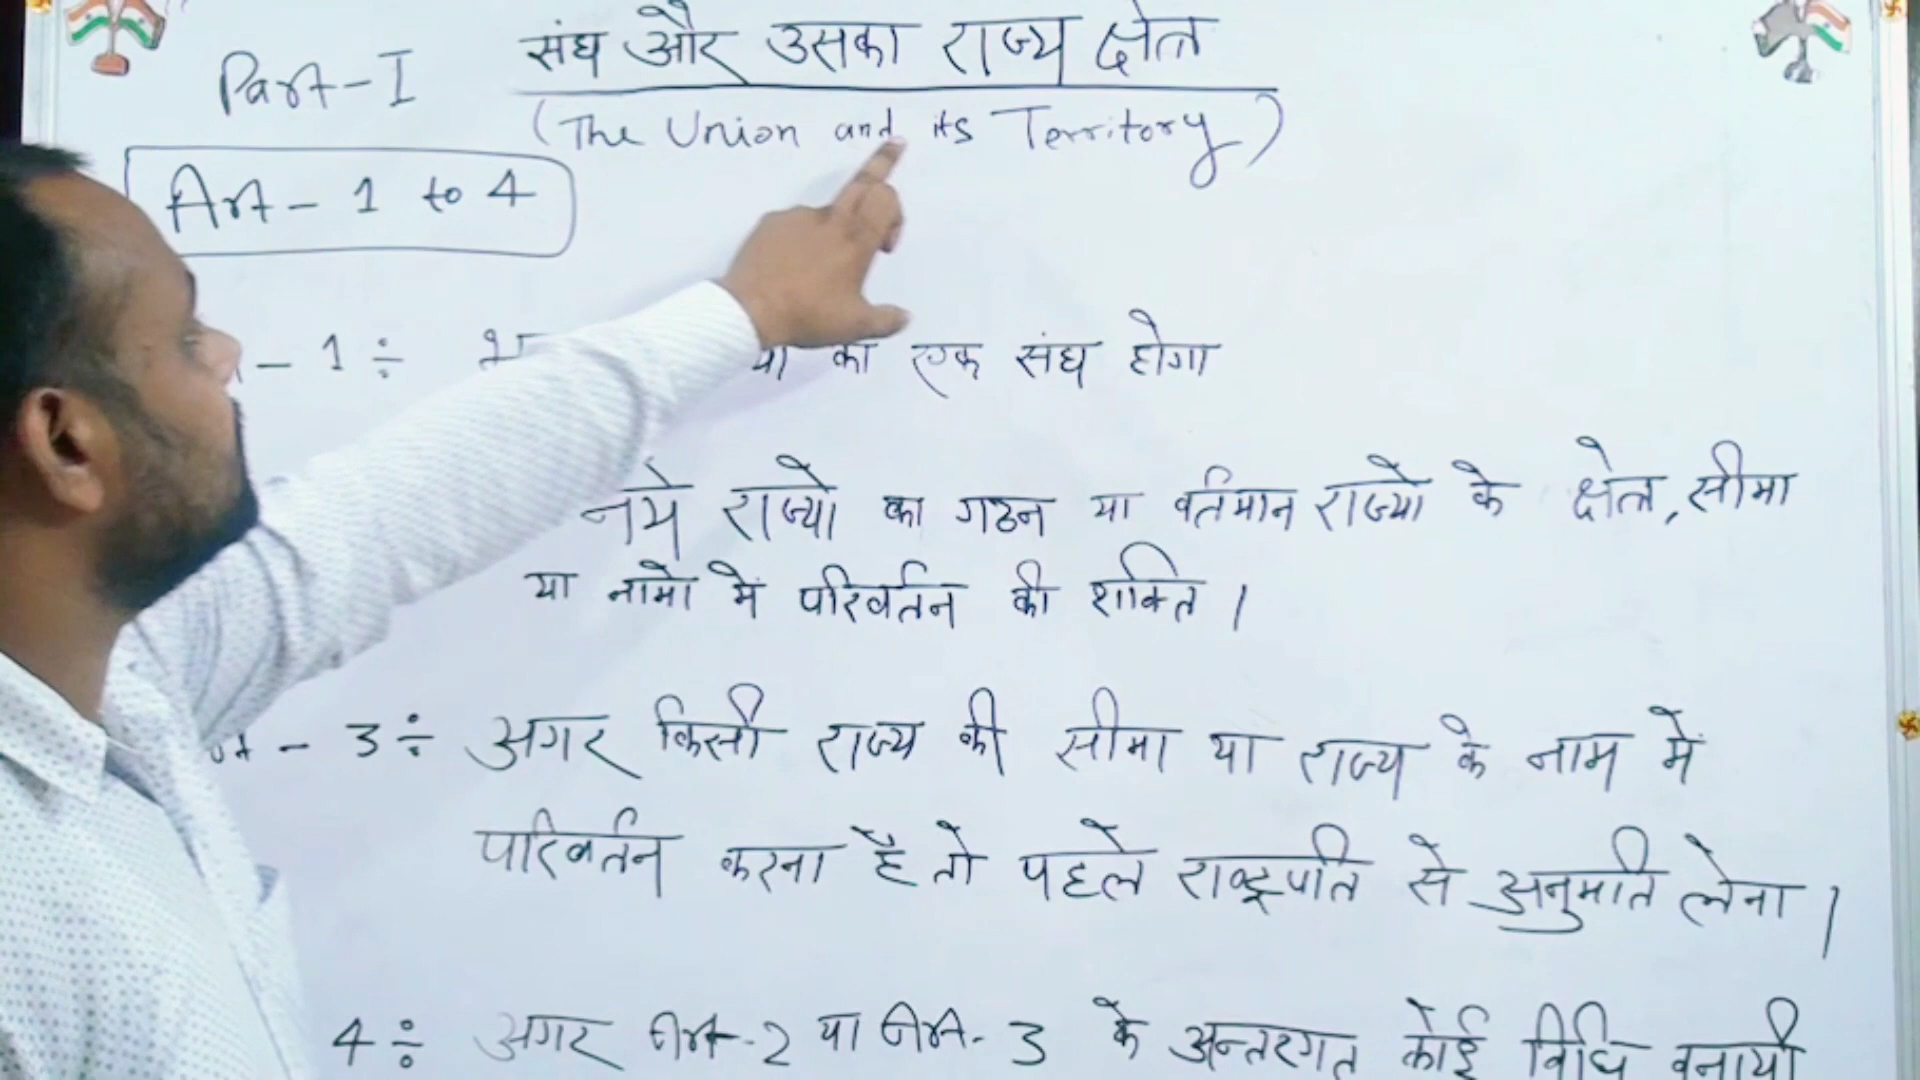 संघ और उसका राज्य क्षेत्र
Part-I
(The Union and its Territory)
Art - 1 to 4
- 1 ÷ का एक संघ होगा
नये राज्यो का गठन या वर्तमान राज्यो के क्षेत्र, सीमा
या नामो मे परिवर्तन की शक्ति।
- 3 ÷ अगर किसी राज्य की सीमा या राज्य के नाम में
परिवर्तन करना है तो पहले राष्ट्रपति से अनुमति लेना।
4 ÷ अगर Art-2 या Art-3 के अन्तरगत कोई विधि बनायी